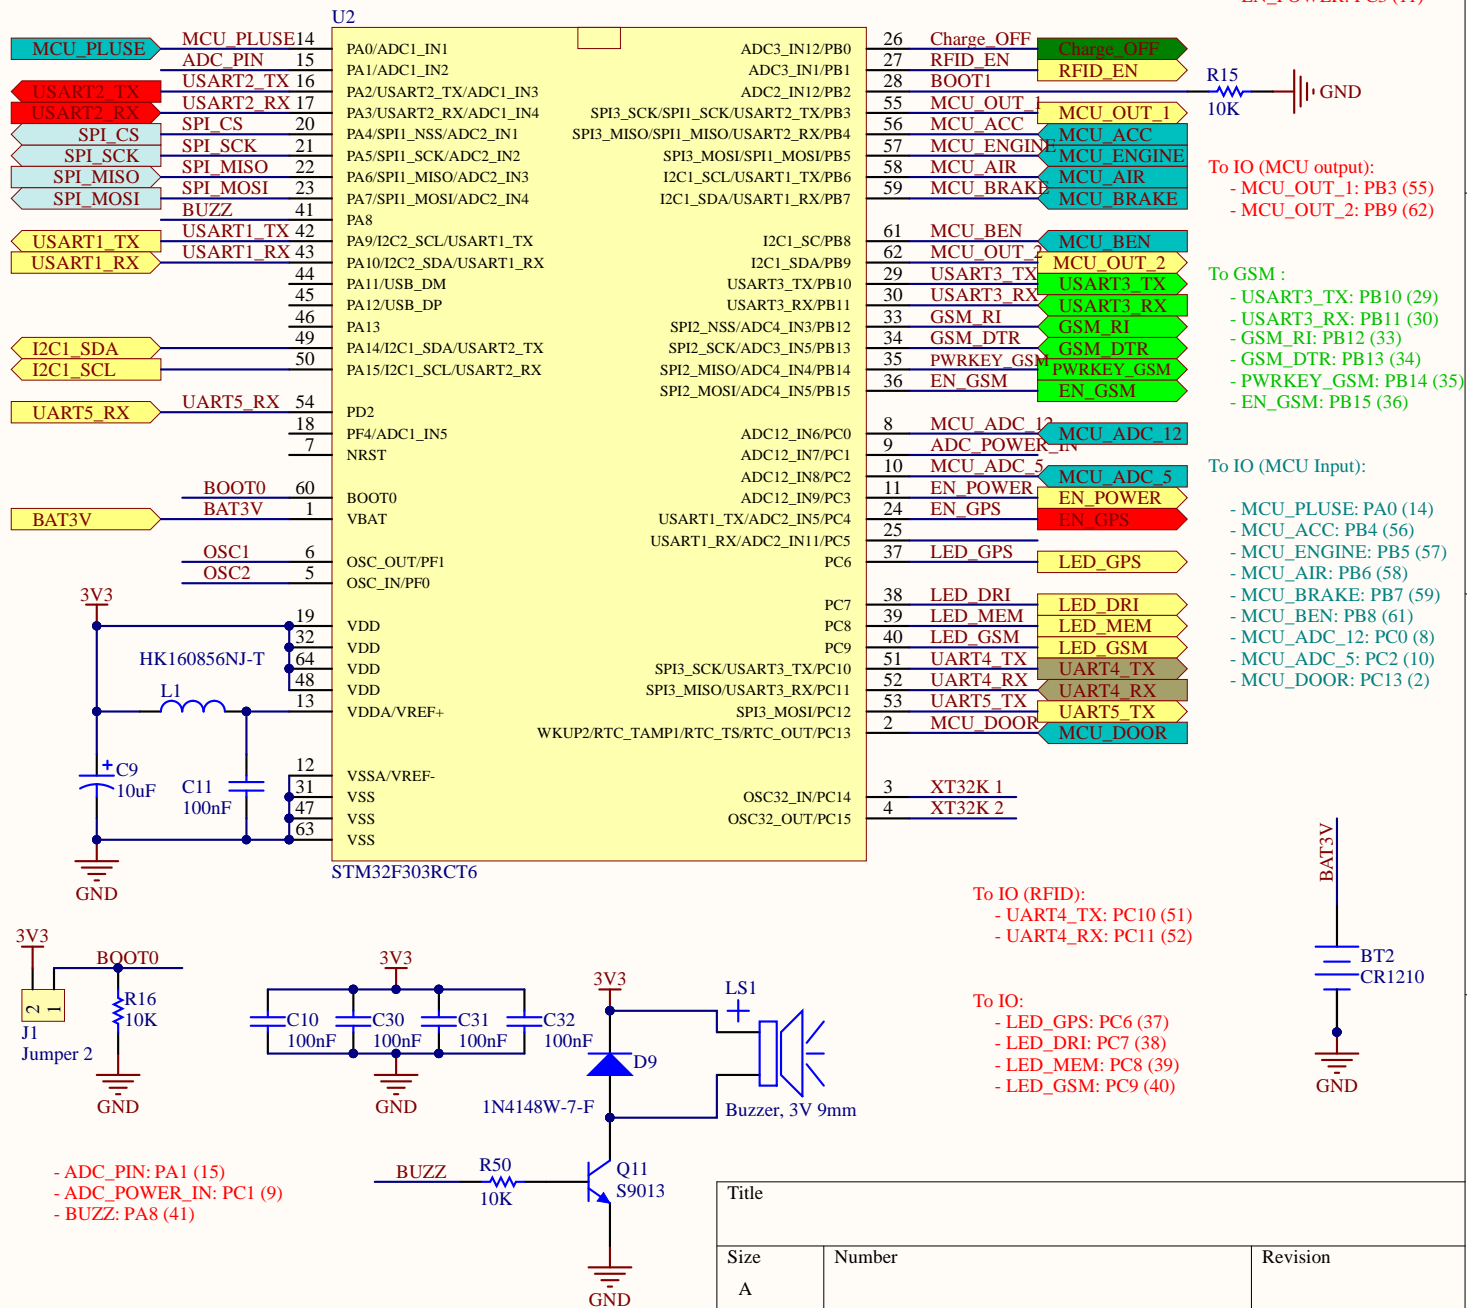 U2
STM32F303RCT6
MCU_PLUSE MCU_PLUSE 14 PA0/ADC1_IN1
ADC_PIN 15 PA1/ADC1_IN2
USART2_TX USART2_TX 16 PA2/USART2_TX/ADC1_IN3
USART2_RX USART2_RX 17 PA3/USART2_RX/ADC1_IN4
SPI_CS SPI_CS 20 PA4/SPI1_NSS/ADC2_IN1
SPI_SCK SPI_SCK 21 PA5/SPI1_SCK/ADC2_IN2
SPI_MISO SPI_MISO 22 PA6/SPI1_MISO/ADC2_IN3
SPI_MOSI SPI_MOSI 23 PA7/SPI1_MOSI/ADC2_IN4
BUZZ 41 PA8
USART1_TX USART1_TX 42 PA9/I2C2_SCL/USART1_TX
USART1_RX USART1_RX 43 PA10/I2C2_SDA/USART1_RX
44 PA11/USB_DM
45 PA12/USB_DP
46 PA13
I2C1_SDA 49 PA14/I2C1_SDA/USART2_TX
I2C1_SCL 50 PA15/I2C1_SCL/USART2_RX
UART5_RX UART5_RX 54 PD2
18 PF4/ADC1_IN5
7 NRST
BOOT0 60 BOOT0
BAT3V BAT3V 1 VBAT
OSC1 6 OSC_OUT/PF1
OSC2 5 OSC_IN/PF0
3V3
19 VDD
32 VDD
64 VDD
48 VDD
HK160856NJ-T
L1
13 VDDA/VREF+
12 VSSA/VREF-
31 VSS
47 VSS
63 VSS
+ C9
10uF
C11
100nF
GND
ADC3_IN12/PB0 26 Charge_OFF Charge_OFF
ADC3_IN1/PB1 27 RFID_EN RFID_EN
ADC2_IN12/PB2 28 BOOT1
R15
10K
GND
SPI3_SCK/SPI1_SCK/USART2_TX/PB3 55 MCU_OUT_1 MCU_OUT_1
SPI3_MISO/SPI1_MISO/USART2_RX/PB4 56 MCU_ACC MCU_ACC
SPI3_MOSI/SPI1_MOSI/PB5 57 MCU_ENGINE MCU_ENGINE
I2C1_SCL/USART1_TX/PB6 58 MCU_AIR MCU_AIR
I2C1_SDA/USART1_RX/PB7 59 MCU_BRAKE MCU_BRAKE
I2C1_SC/PB8 61 MCU_BEN MCU_BEN
I2C1_SDA/PB9 62 MCU_OUT_2 MCU_OUT_2
USART3_TX/PB10 29 USART3_TX USART3_TX
USART3_RX/PB11 30 USART3_RX USART3_RX
SPI2_NSS/ADC4_IN3/PB12 33 GSM_RI GSM_RI
SPI2_SCK/ADC3_IN5/PB13 34 GSM_DTR GSM_DTR
SPI2_MISO/ADC4_IN4/PB14 35 PWRKEY_GSM PWRKEY_GSM
SPI2_MOSI/ADC4_IN5/PB15 36 EN_GSM EN_GSM
ADC12_IN6/PC0 8 MCU_ADC_12 MCU_ADC_12
ADC12_IN7/PC1 9 ADC_POWER_IN
ADC12_IN8/PC2 10 MCU_ADC_5 MCU_ADC_5
ADC12_IN9/PC3 11 EN_POWER EN_POWER
USART1_TX/ADC2_IN5/PC4 24 EN_GPS EN_GPS
USART1_RX/ADC2_IN11/PC5 25
PC6 37 LED_GPS LED_GPS
PC7 38 LED_DRI LED_DRI
PC8 39 LED_MEM LED_MEM
PC9 40 LED_GSM LED_GSM
SPI3_SCK/USART3_TX/PC10 51 UART4_TX UART4_TX
SPI3_MISO/USART3_RX/PC11 52 UART4_RX UART4_RX
SPI3_MOSI/PC12 53 UART5_TX UART5_TX
WKUP2/RTC_TAMP1/RTC_TS/RTC_OUT/PC13 2 MCU_DOOR MCU_DOOR
OSC32_IN/PC14 3 XT32K 1
OSC32_OUT/PC15 4 XT32K 2
To IO (MCU output):
- MCU_OUT_1: PB3 (55)
- MCU_OUT_2: PB9 (62)
To GSM :
- USART3_TX: PB10 (29)
- USART3_RX: PB11 (30)
- GSM_RI: PB12 (33)
- GSM_DTR: PB13 (34)
- PWRKEY_GSM: PB14 (35)
- EN_GSM: PB15 (36)
To IO (MCU Input):
- MCU_PLUSE: PA0 (14)
- MCU_ACC: PB4 (56)
- MCU_ENGINE: PB5 (57)
- MCU_AIR: PB6 (58)
- MCU_BRAKE: PB7 (59)
- MCU_BEN: PB8 (61)
- MCU_ADC_12: PC0 (8)
- MCU_ADC_5: PC2 (10)
- MCU_DOOR: PC13 (2)
To IO (RFID):
- UART4_TX: PC10 (51)
- UART4_RX: PC11 (52)
To IO:
- LED_GPS: PC6 (37)
- LED_DRI: PC7 (38)
- LED_MEM: PC8 (39)
- LED_GSM: PC9 (40)
BAT3V
BT2
CR1210
GND
3V3
BOOT0
2 1
J1
Jumper 2
R16
10K
GND
3V3
C10
100nF
C30
100nF
C31
100nF
C32
100nF
GND
3V3
LS1
+
D9
1N4148W-7-F
Buzzer, 3V 9mm
BUZZ
R50
10K
Q11
S9013
GND
- ADC_PIN: PA1 (15)
- ADC_POWER_IN: PC1 (9)
- BUZZ: PA8 (41)
Title
Size
A
Number
Revision